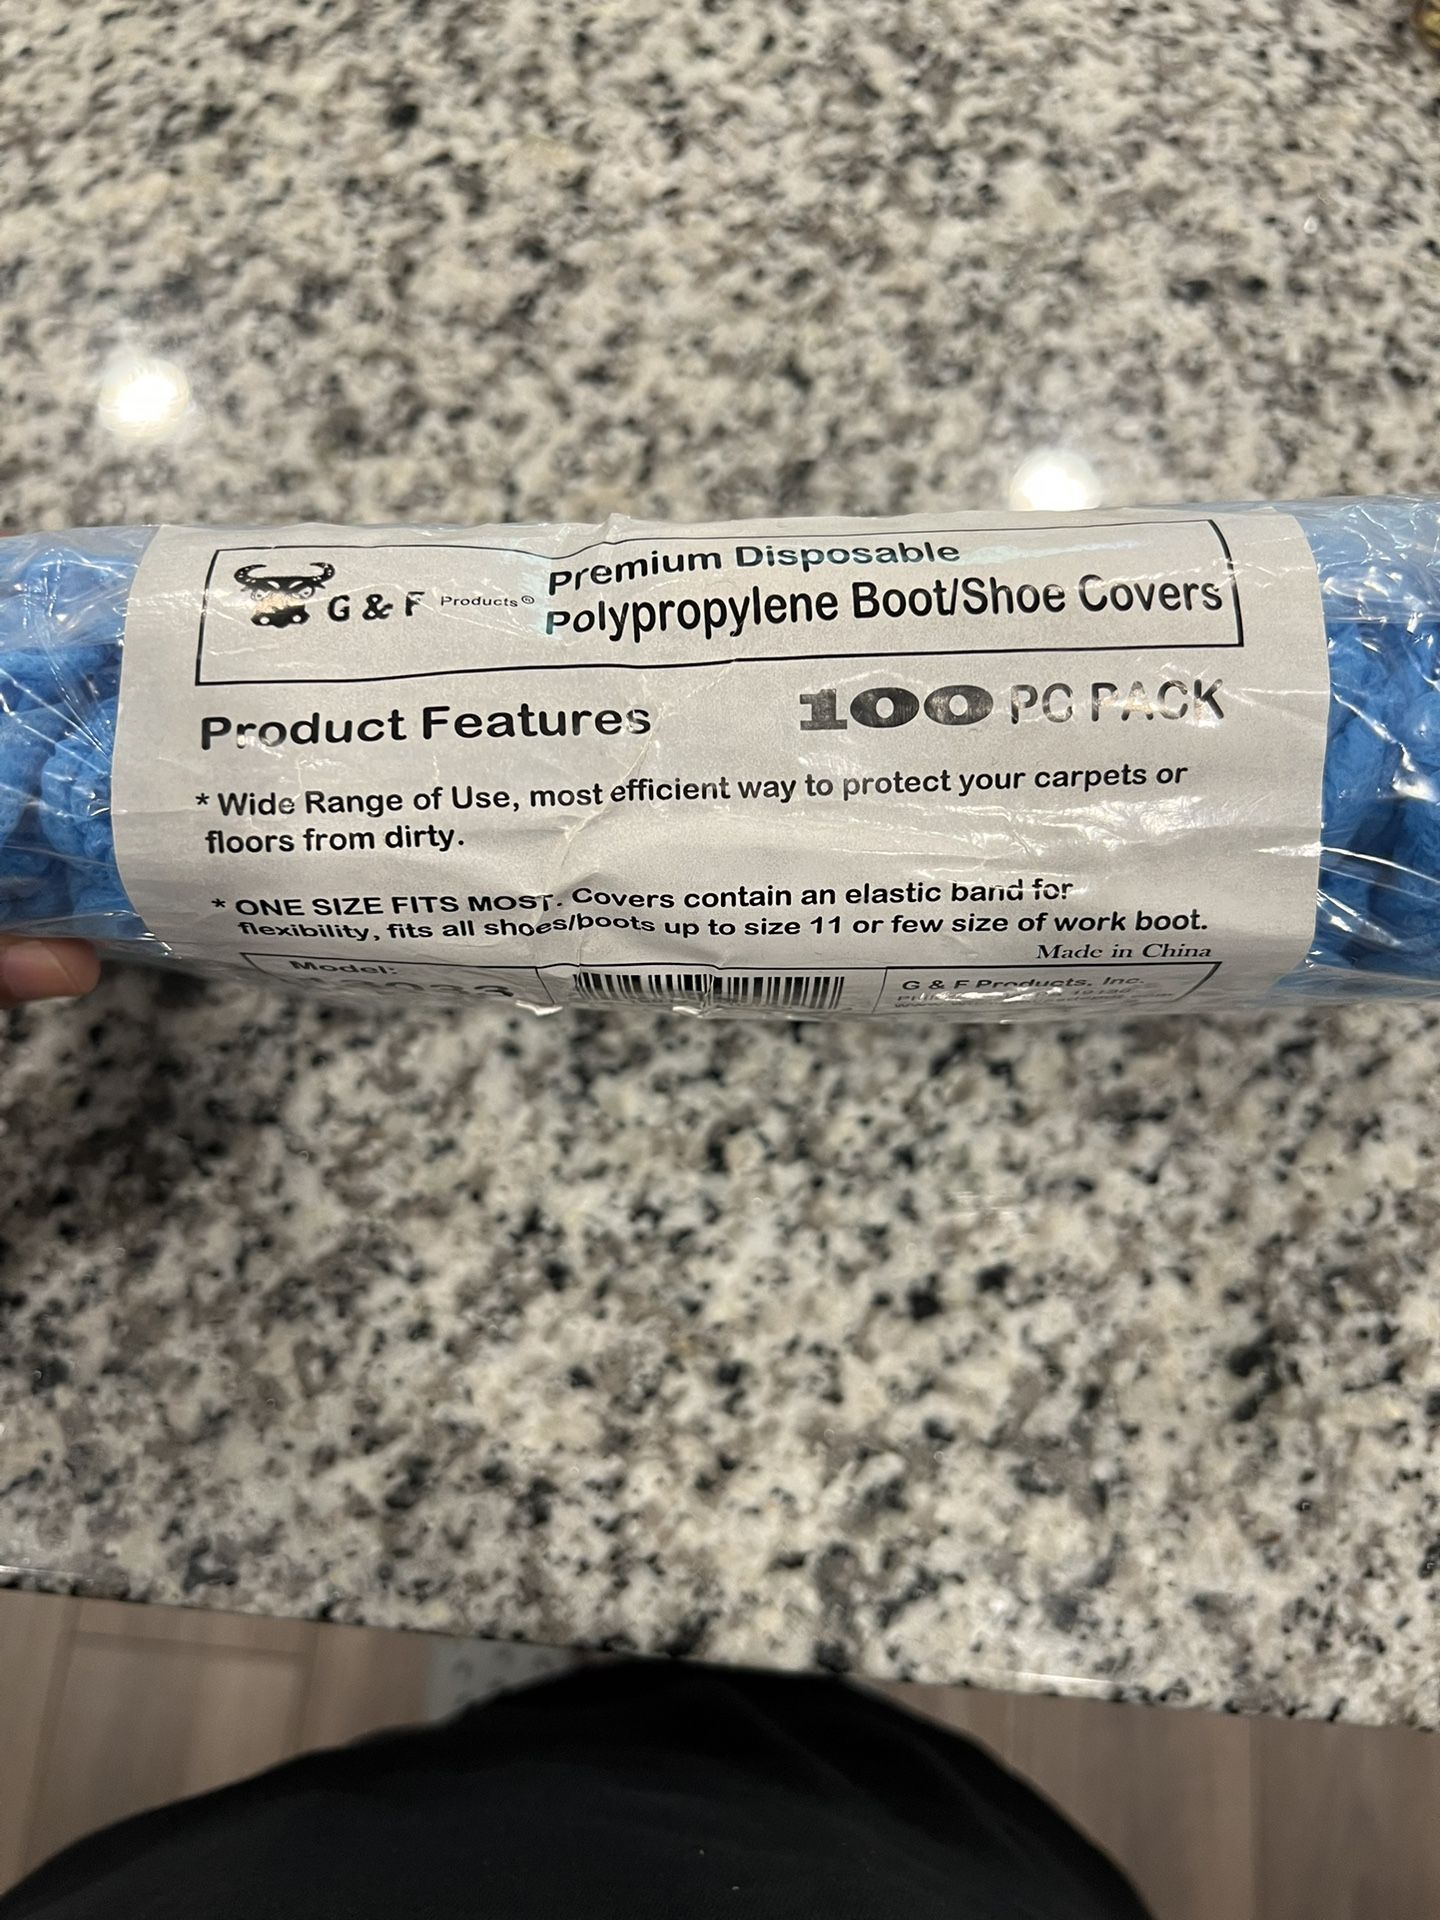 G & F Products®
Premium Disposable
Polypropylene Boot/Shoe Covers
Product Features
100 PC PACK
* Wide Range of Use, most efficient way to protect your carpets or
floors from dirty.
* ONE SIZE FITS MOST. Covers contain an elastic band for
flexibility, fits all shoes/boots up to size 11 or few size of work boot.
Made in China
Model:
G & F Products, Inc.